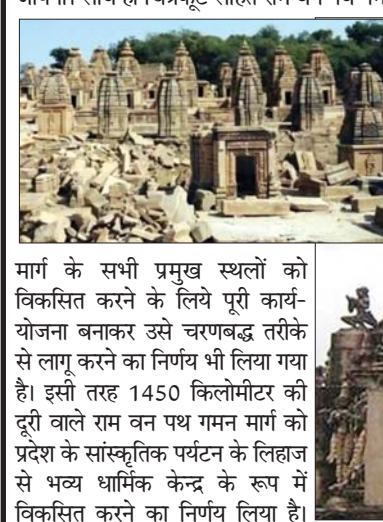 मार्ग के सभी प्रमुख स्थलों को
विकसित करने के लिये पूरी कार्य-
योजना बनाकर उसे चरणबद्ध तरीके
से लागू करने का निर्णय भी लिया गया
है। इसी तरह 1450 किलोमीटर की
दूरी वाले राम वन पथ गमन मार्ग को
प्रदेश के सांस्कृतिक पर्यटन के लिहाज
से भव्य धार्मिक केन्द्र के रूप में
विकसित करने का निर्णय लिया है।